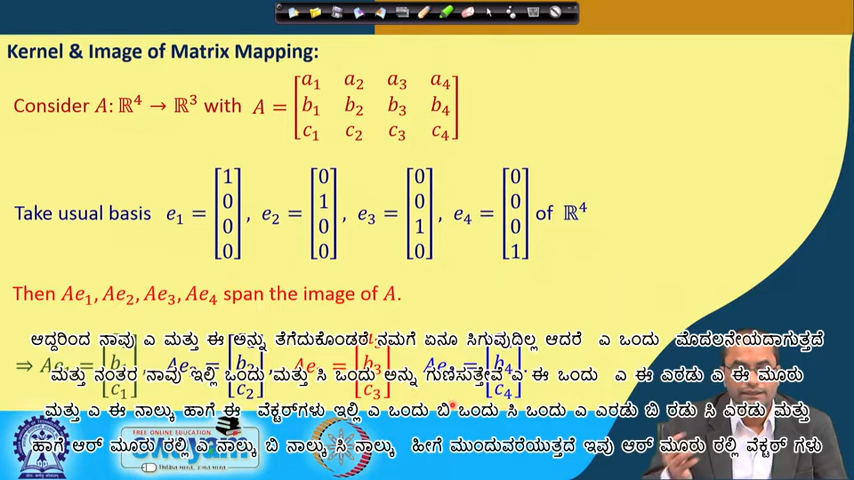 Kernel & Image of Matrix Mapping:
Consider A: ℝ⁴ → ℝ³ with A = [a₁ a₂ a₃ a₄
b₁ b₂ b₃ b₄
c₁ c₂ c₃ c₄]
Take usual basis e₁ = [1 0 0 0], e₂ = [0 1 0 0], e₃ = [0 0 1 0], e₄ = [0 0 0 1] of ℝ⁴
Then Ae₁, Ae₂, Ae₃, Ae₄ span the image of A.
ಆದ್ದರಿಂದ ನಾವು ಎ ಮತ್ತು ಈ ಅನ್ನು ತೆಗೆದುಕೊಂಡರೆ ನಮಗೆ ಏನೂ ಸಿಗುವುದಿಲ್ಲ ಆದರೆ ಎ ಒಂದು ಮೊದಲನೇಯದಾಗುತ್ತದೆ
ಮತ್ತು ನಂತರ ನಾವು ಇಲ್ಲಿ ಒಂದು ಮತ್ತು ಸಿ ಒಂದು ಅನ್ನು ಗುಣಿಸುತ್ತೇವೆ ಎ ಈ ಒಂದು ಎ ಈ ಎರಡು ಎ ಈ ಮೂರು
ಮತ್ತು ಎ ಈ ನಾಲ್ಕು ಹಾಗೆ ಈ ವೆಕ್ಟರ್‌ಗಳು ಇಲ್ಲಿ ಎ ಒಂದು ಬಿ ಒಂದು ಸಿ ಒಂದು ಎ ಎರಡು ಬಿ ರಡು ಸಿ ಎರಡು ಮತ್ತು
ಹಾಗೆ ಆರ್ ಮೂರು ರಲ್ಲಿ ಎ ನಾಲ್ಕು ಬಿ ನಾಲ್ಕು ಸಿ ನಾಲ್ಕು ಹೀಗೆ ಮುಂದುವರೆಯುತ್ತದೆ ಇವು ಆರ್ ಮೂರು ರಲ್ಲಿ ವೆಕ್ಟರ್ ಗಳು
FREE ONLINE EDUCATION